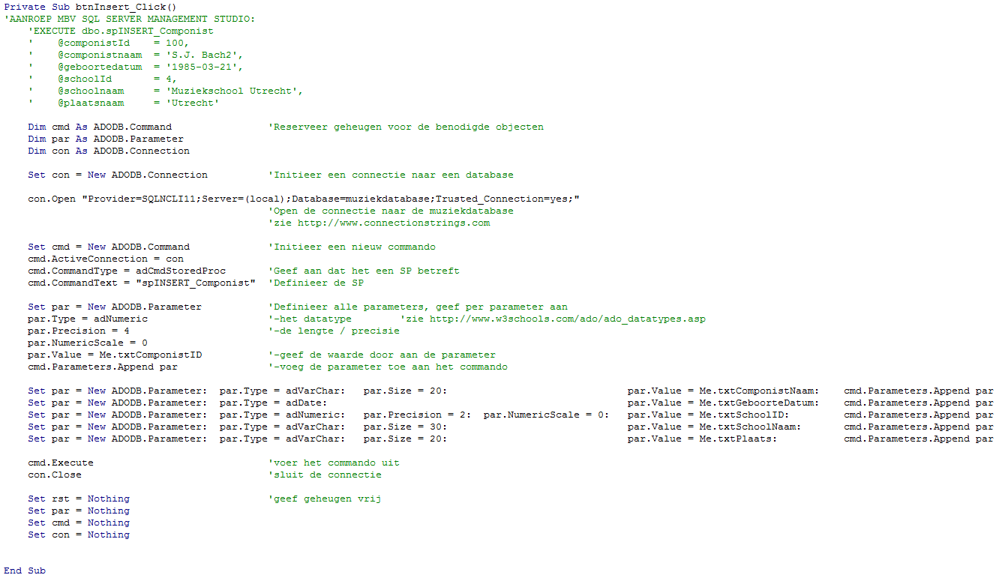 Private Sub btnInsert_Click()
'AANROEP MBV SQL SERVER MANAGEMENT STUDIO:
    'EXECUTE dbo.spINSERT_Componist
    '    @componistId    = 100,
    '    @componistnaam  = 'S.J. Bach2',
    '    @geboortedatum  = '1985-03-21',
    '    @schoolId       = 4,
    '    @schoolnaam     = 'Muziekschool Utrecht',
    '    @plaatsnaam     = 'Utrecht'
    Dim cmd As ADODB.Command                'Reserveer geheugen voor de benodigde objecten
    Dim par As ADODB.Parameter
    Dim con As ADODB.Connection
    Set con = New ADODB.Connection          'Initieer een connectie naar een database
    con.Open "Provider=SQLNCLI11;Server=(local);Database=muziekdatabase;Trusted_Connection=yes;"
                                            'Open de connectie naar de muziekdatabase
                                            'zie http://www.connectionstrings.com
    Set cmd = New ADODB.Command             'Initieer een nieuw commando
    cmd.ActiveConnection = con
    cmd.CommandType = adCmdStoredProc       'Geef aan dat het een SP betreft
    cmd.CommandText = "spINSERT_Componist"  'Definieer de SP
    Set par = New ADODB.Parameter           'Definieer alle parameters, geef per parameter aan
    par.Type = adNumeric                    '-het datatype        'zie http://www.w3schools.com/ado/ado_datatypes.asp
    par.Precision = 4                       '-de lengte / precisie
    par.NumericScale = 0
    par.Value = Me.txtComponistID           '-geef de waarde door aan de parameter
    cmd.Parameters.Append par               '-voeg de parameter toe aan het commando
    Set par = New ADODB.Parameter:  par.Type = adVarChar:   par.Size = 20:                              par.Value = Me.txtComponistNaam:    cmd.Parameters.Append par
    Set par = New ADODB.Parameter:  par.Type = adDate:                                                  par.Value = Me.txtGeboorteDatum:    cmd.Parameters.Append par
    Set par = New ADODB.Parameter:  par.Type = adNumeric:   par.Precision = 2:  par.NumericScale = 0:   par.Value = Me.txtSchoolID:         cmd.Parameters.Append par
    Set par = New ADODB.Parameter:  par.Type = adVarChar:   par.Size = 30:                              par.Value = Me.txtSchoolNaam:       cmd.Parameters.Append par
    Set par = New ADODB.Parameter:  par.Type = adVarChar:   par.Size = 20:                              par.Value = Me.txtPlaats:           cmd.Parameters.Append par
    cmd.Execute                             'voer het commando uit
    con.Close                               'sluit de connectie
    Set rst = Nothing                       'geef geheugen vrij
    Set par = Nothing
    Set cmd = Nothing
    Set con = Nothing
End Sub